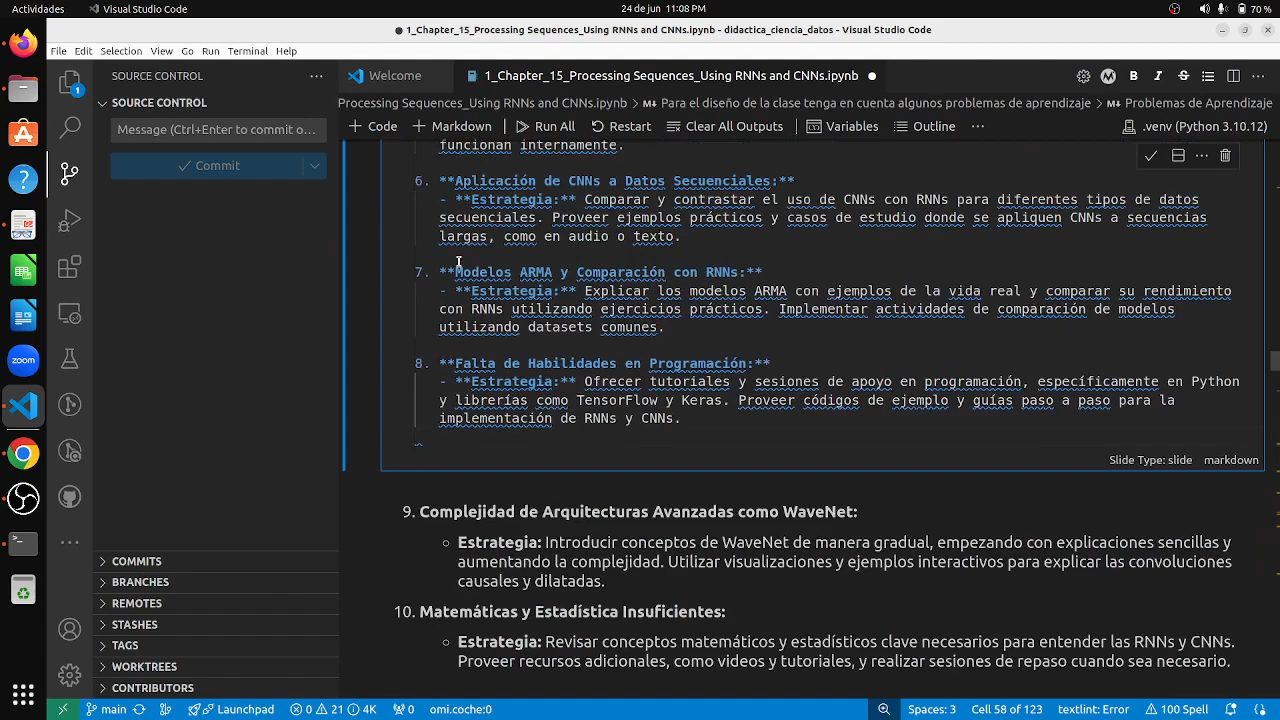 Actividades
Visual Studio Code
24 de jun 11:08 PM
70 %
1_Chapter_15_Processing Sequences_Using RNNs and CNNs.ipynb - didactica_ciencia_datos - Visual Studio Code
File Edit Selection View Go Run Terminal Help
SOURCE CONTROL
Welcome
1_Chapter_15_Processing Sequences_Using RNNs and CNNs.ipynb
SOURCE CONTROL
Processing Sequences_Using RNNs and CNNs.ipynb > Para el diseño de la clase tenga en cuenta algunos problemas de aprendizaje > Problemas de Aprendizaje
Message (Ctrl+Enter to commit o...
Commit
+ Code + Markdown Run All Restart Clear All Outputs Variables Outline ... .venv (Python 3.10.12)
funcionan internamente.
6. **Aplicación de CNNs a Datos Secuenciales:**
- **Estrategia:** Comparar y contrastar el uso de CNNs con RNNs para diferentes tipos de datos
secuenciales. Proveer ejemplos prácticos y casos de estudio donde se apliquen CNNs a secuencias
largas, como en audio o texto.
7. **Modelos ARMA y Comparación con RNNs:**
- **Estrategia:** Explicar los modelos ARMA con ejemplos de la vida real y comparar su rendimiento
con RNNs utilizando ejercicios prácticos. Implementar actividades de comparación de modelos
utilizando datasets comunes.
8. **Falta de Habilidades en Programación:**
- **Estrategia:** Ofrecer tutoriales y sesiones de apoyo en programación, específicamente en Python
y librerías como TensorFlow y Keras. Proveer códigos de ejemplo y guías paso a paso para la
implementación de RNNs y CNNs.
Slide Type: slide markdown
9. Complejidad de Arquitecturas Avanzadas como WaveNet:
○ Estrategia: Introducir conceptos de WaveNet de manera gradual, empezando con explicaciones sencillas y
aumentando la complejidad. Utilizar visualizaciones y ejemplos interactivos para explicar las convoluciones
causales y dilatadas.
10. Matemáticas y Estadística Insuficientes:
○ Estrategia: Revisar conceptos matemáticos y estadísticos clave necesarios para entender las RNNs y CNNs.
Proveer recursos adicionales, como videos y tutoriales, y realizar sesiones de repaso cuando sea necesario.
COMMITS
BRANCHES
REMOTES
STASHES
TAGS
WORKTREES
CONTRIBUTORS
1
zoom
main Launchpad 0 21 4K 0 omi.coche:0 Spaces: 3 Cell 58 of 123 textlint: Error 100 Spell